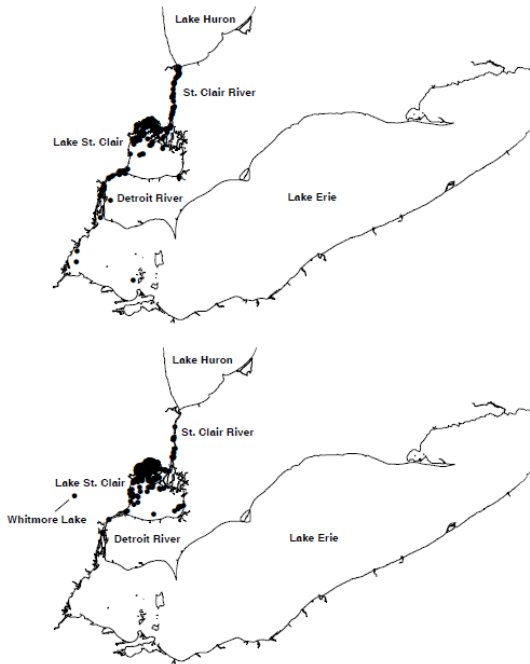 Lake Huron
St. Clair River
Lake St. Clair
Detroit River
Lake Erie
Lake Huron
St. Clair River
Lake St. Clair
Whitmore Lake
Detroit River
Lake Erie